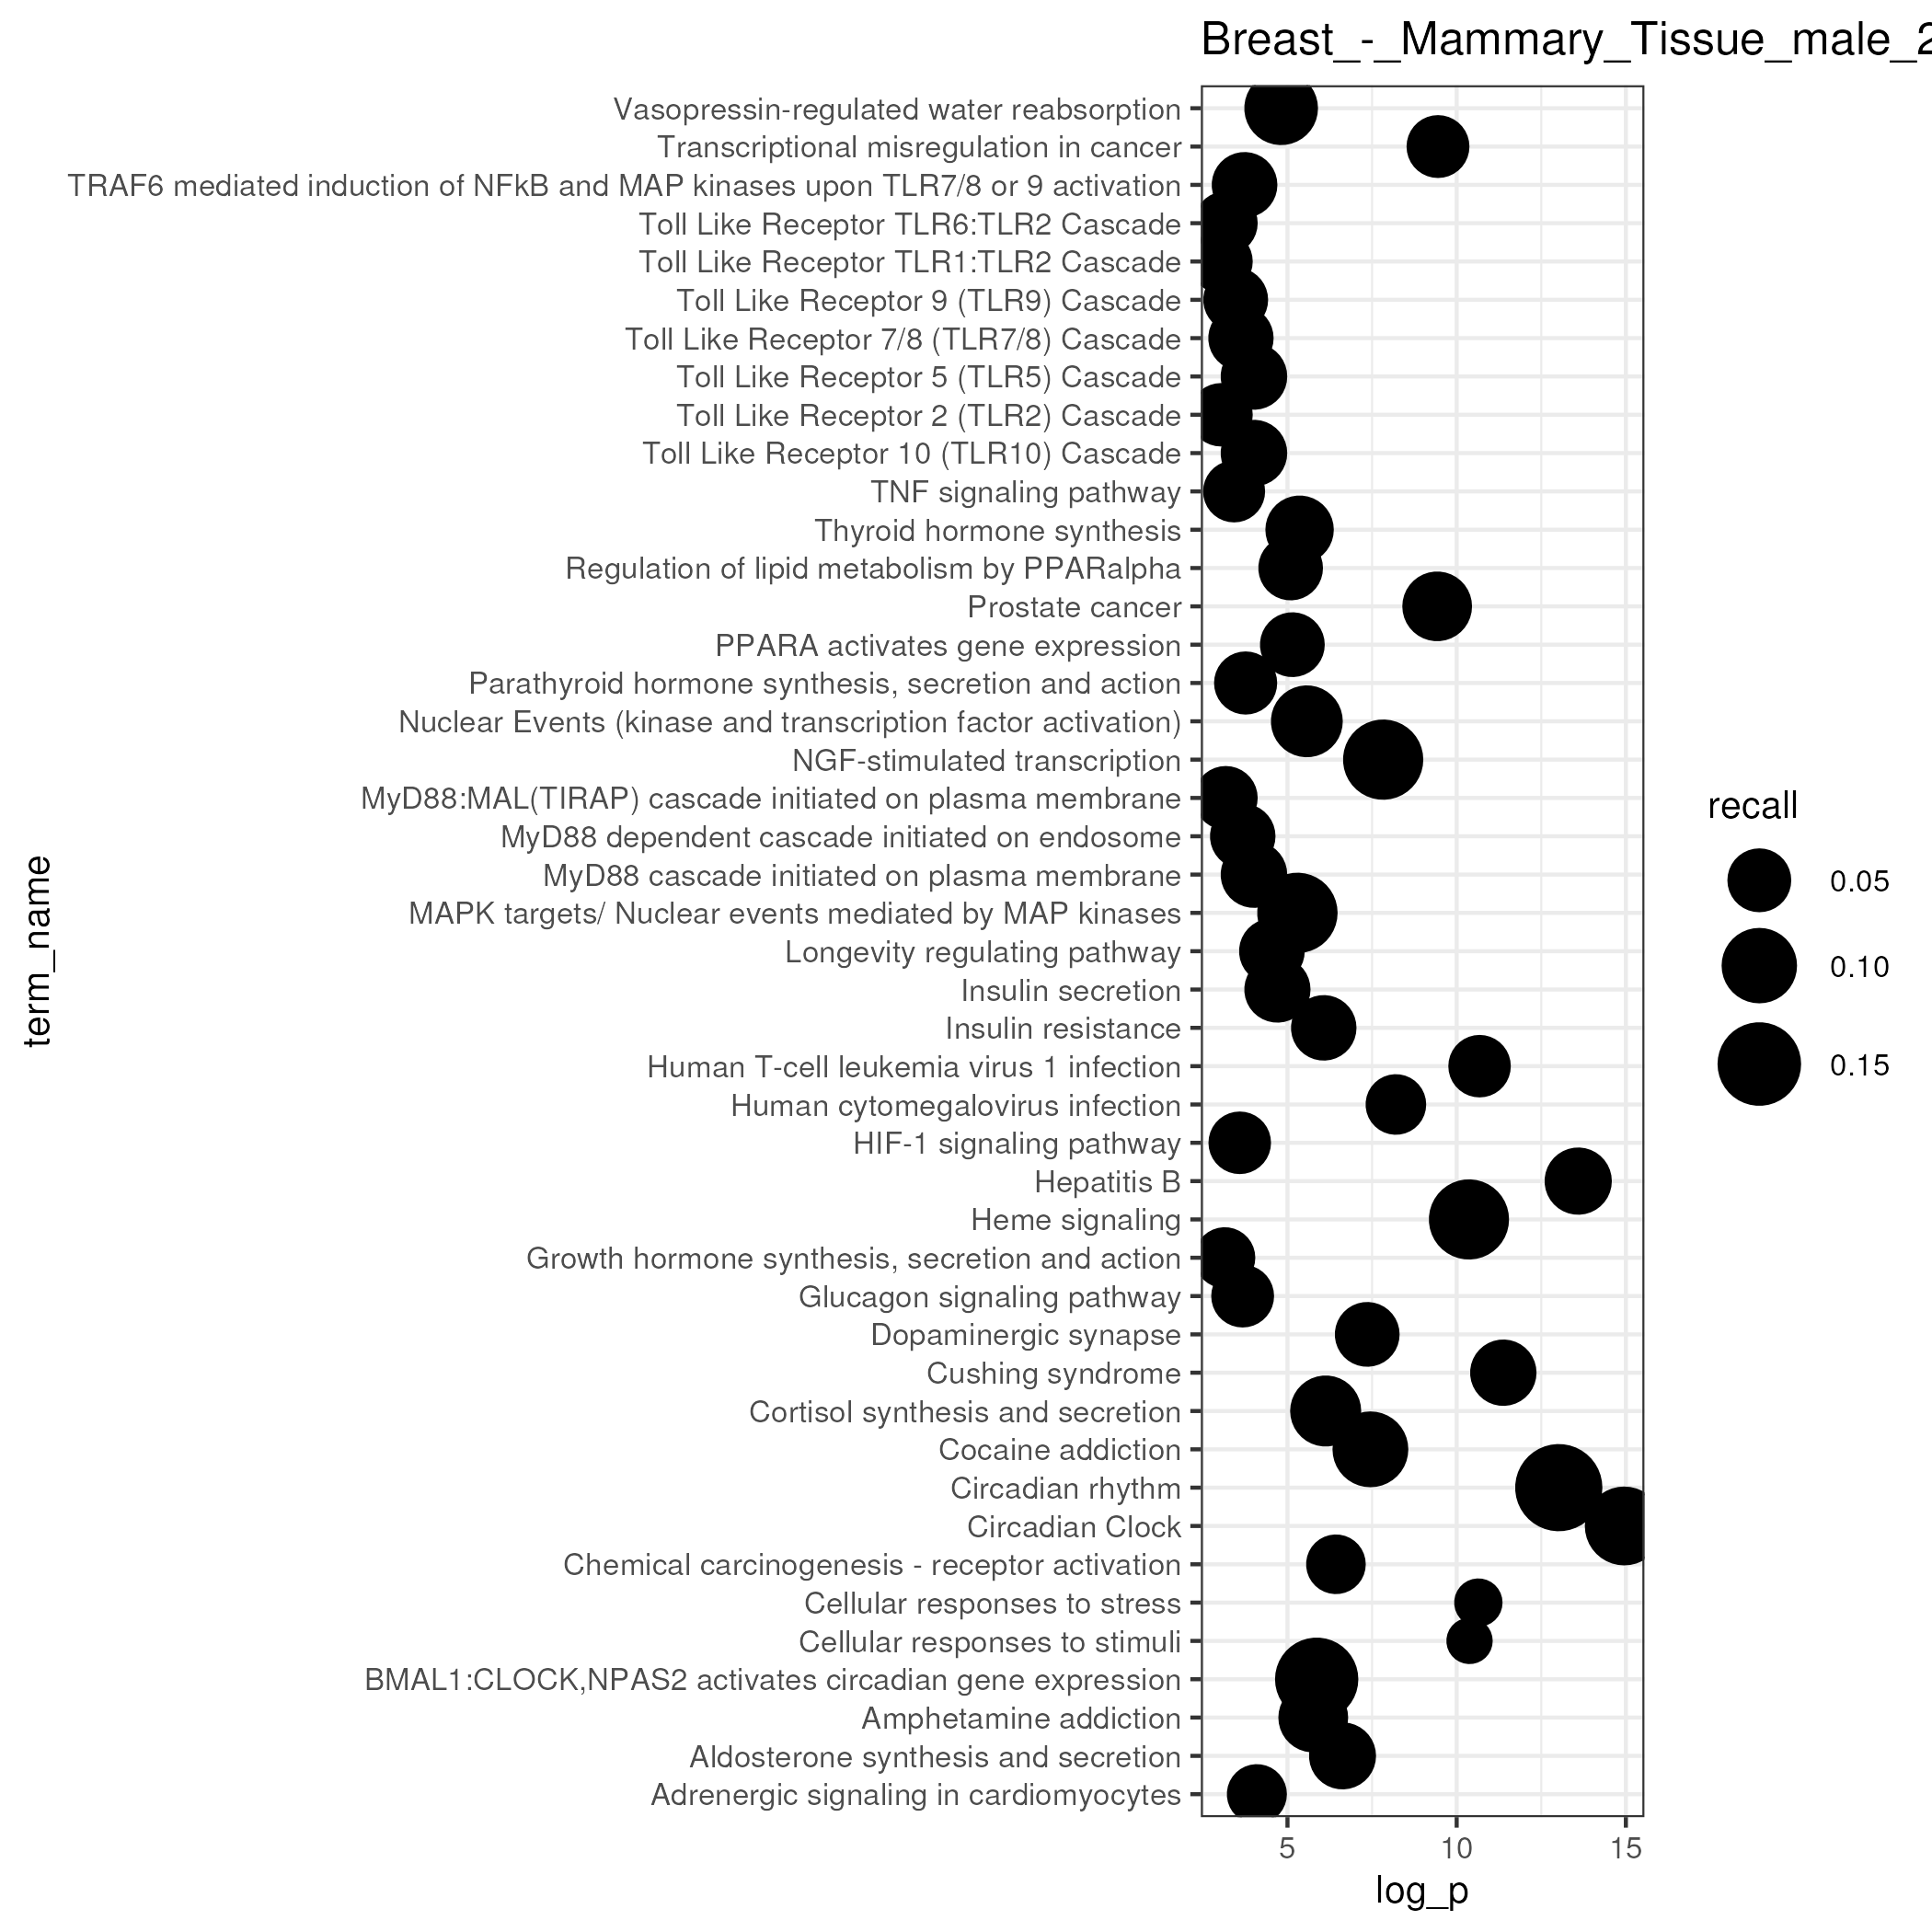 Breast_-_Mammary_Tissue_male_2
Vasopressin-regulated water reabsorption
Transcriptional misregulation in cancer
TRAF6 mediated induction of NFkB and MAP kinases upon TLR7/8 or 9 activation
Toll Like Receptor TLR6:TLR2 Cascade
Toll Like Receptor TLR1:TLR2 Cascade
Toll Like Receptor 9 (TLR9) Cascade
Toll Like Receptor 7/8 (TLR7/8) Cascade
Toll Like Receptor 5 (TLR5) Cascade
Toll Like Receptor 2 (TLR2) Cascade
Toll Like Receptor 10 (TLR10) Cascade
TNF signaling pathway
Thyroid hormone synthesis
Regulation of lipid metabolism by PPARalpha
Prostate cancer
PPARA activates gene expression
Parathyroid hormone synthesis, secretion and action
Nuclear Events (kinase and transcription factor activation)
NGF-stimulated transcription
MyD88:MAL(TIRAP) cascade initiated on plasma membrane
MyD88 dependent cascade initiated on endosome
MyD88 cascade initiated on plasma membrane
MAPK targets/ Nuclear events mediated by MAP kinases
Longevity regulating pathway
Insulin secretion
Insulin resistance
Human T-cell leukemia virus 1 infection
Human cytomegalovirus infection
HIF-1 signaling pathway
Hepatitis B
Heme signaling
Growth hormone synthesis, secretion and action
Glucagon signaling pathway
Dopaminergic synapse
Cushing syndrome
Cortisol synthesis and secretion
Cocaine addiction
Circadian rhythm
Circadian Clock
Chemical carcinogenesis - receptor activation
Cellular responses to stress
Cellular responses to stimuli
BMAL1:CLOCK,NPAS2 activates circadian gene expression
Amphetamine addiction
Aldosterone synthesis and secretion
Adrenergic signaling in cardiomyocytes
term_name
5 10 15
log_p
recall
0.05
0.10
0.15